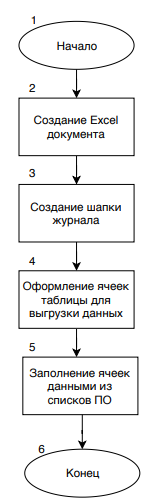 1
Начало
2
Создание Excel
документа
3
Создание шапки
журнала
4
Оформление ячеек
таблицы для
выгрузки данных
5
Заполнение ячеек
данными из
списков ПО
6
Конец